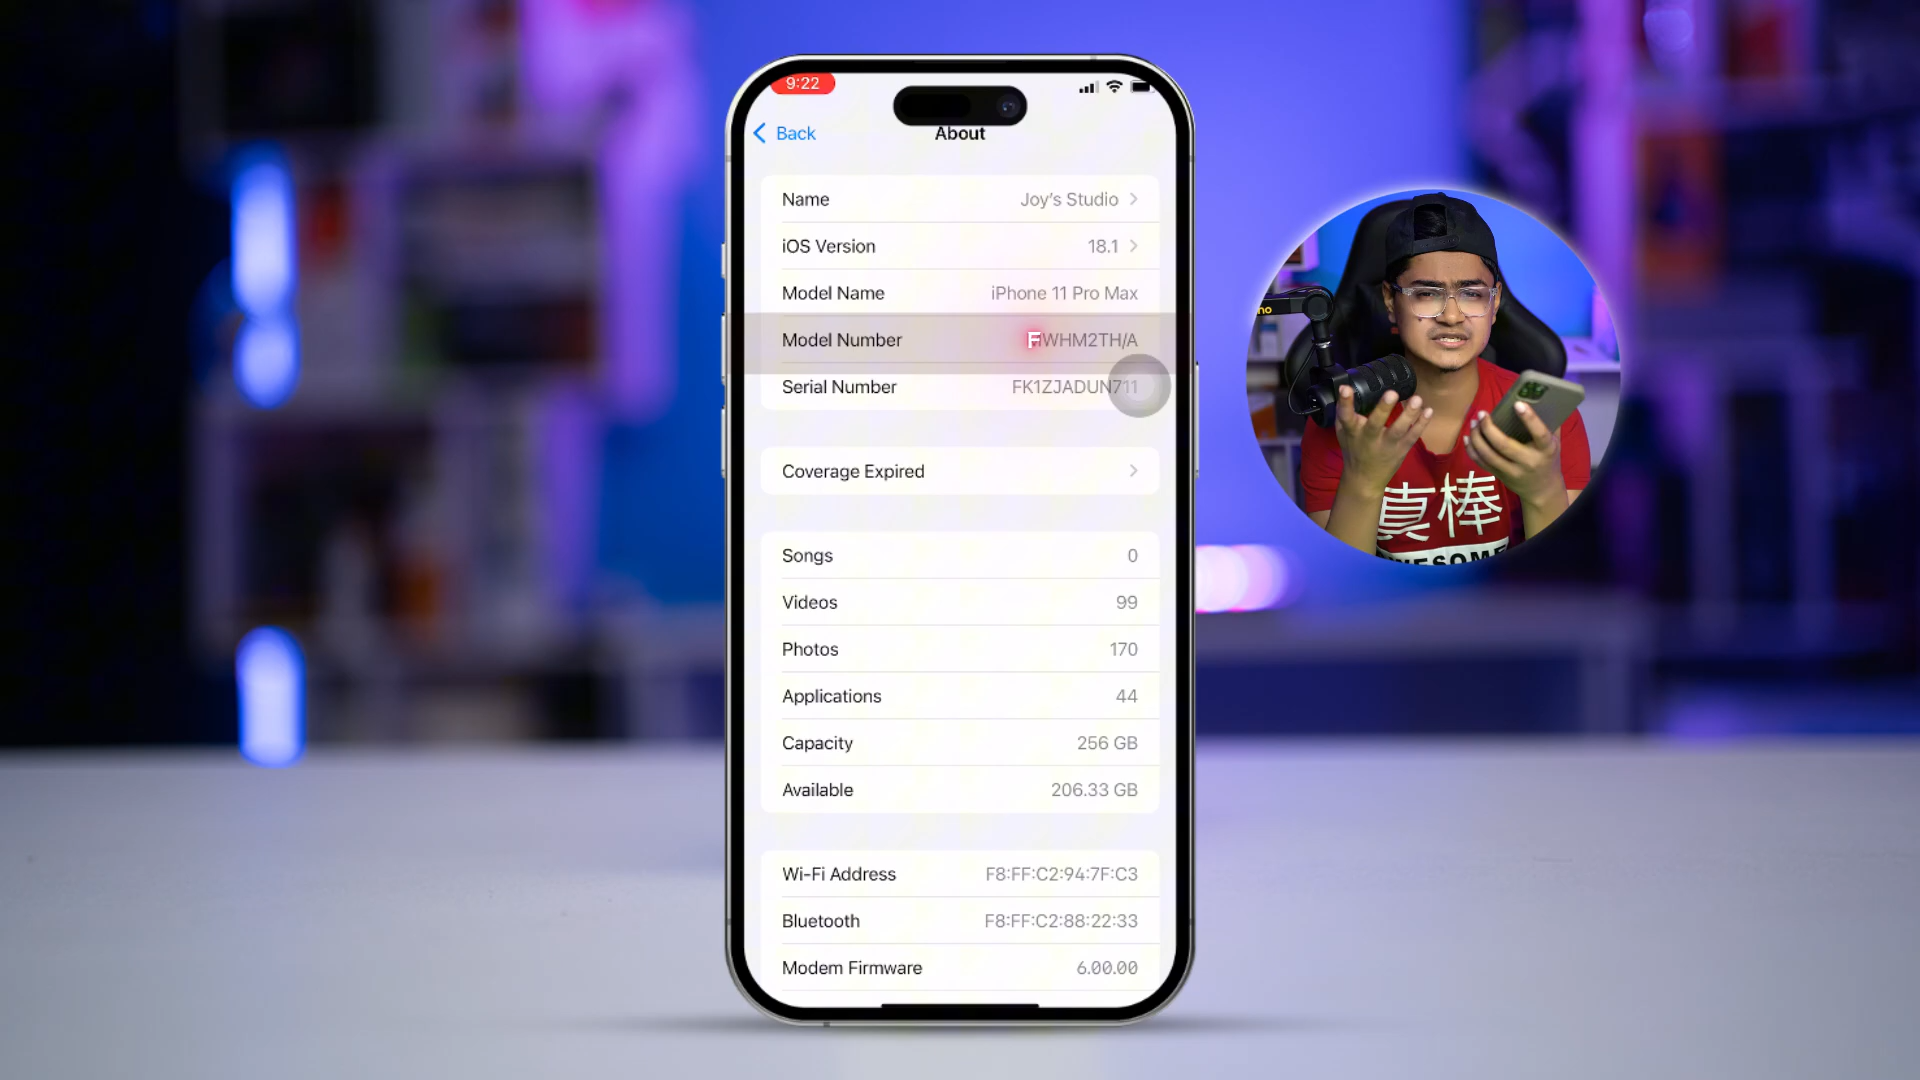 9:22
Back
About
Name Joy's Studio
iOS Version 18.1
Model Name iPhone 11 Pro Max
Model Number FWHM2TH/A
Serial Number FK1ZJADUN711
Coverage Expired
Songs 0
Videos 99
Photos 170
Applications 44
Capacity 256 GB
Available 206.33 GB
Wi-Fi Address F8:FF:C2:94:7F:C3
Bluetooth F8:FF:C2:88:22:33
Modem Firmware 6.00.00
真棒